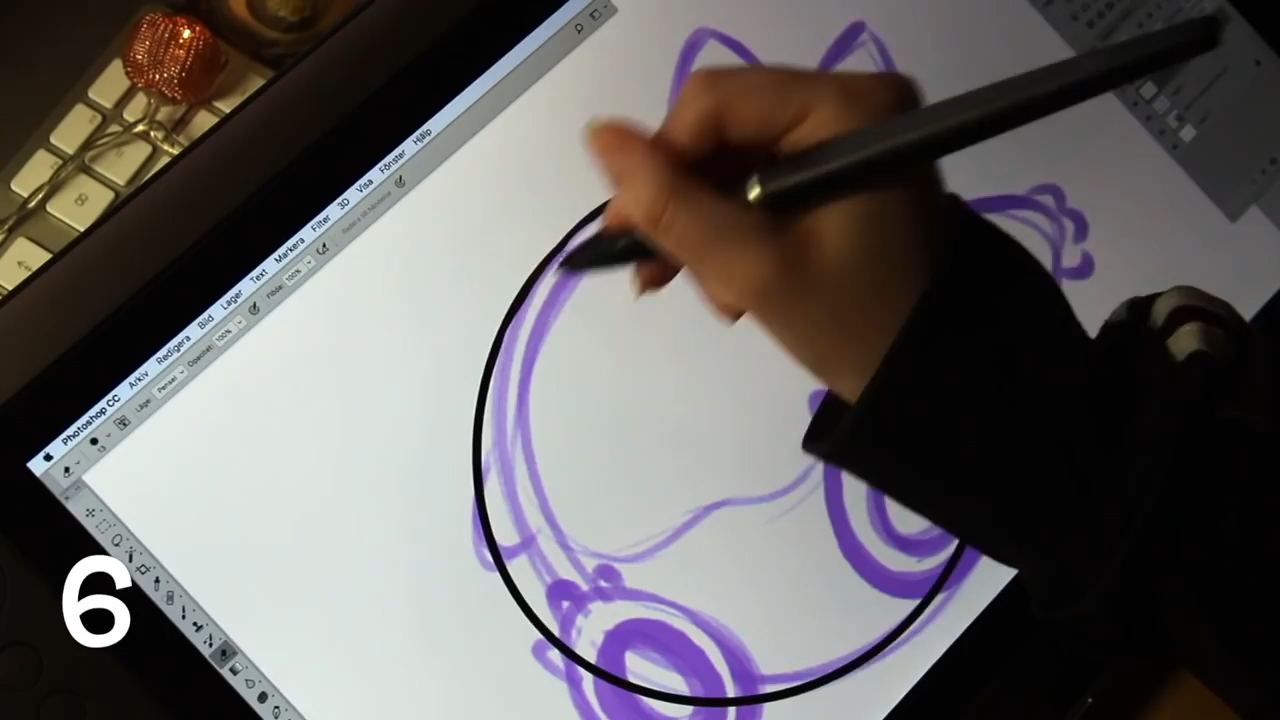 Photoshop CC Arkiv Redigera Bild Lager Text Markera Filter 3D Visa Fönster Hjälp
13 Läge: Pensel Opacitet: 100% Flöde: 100%
6